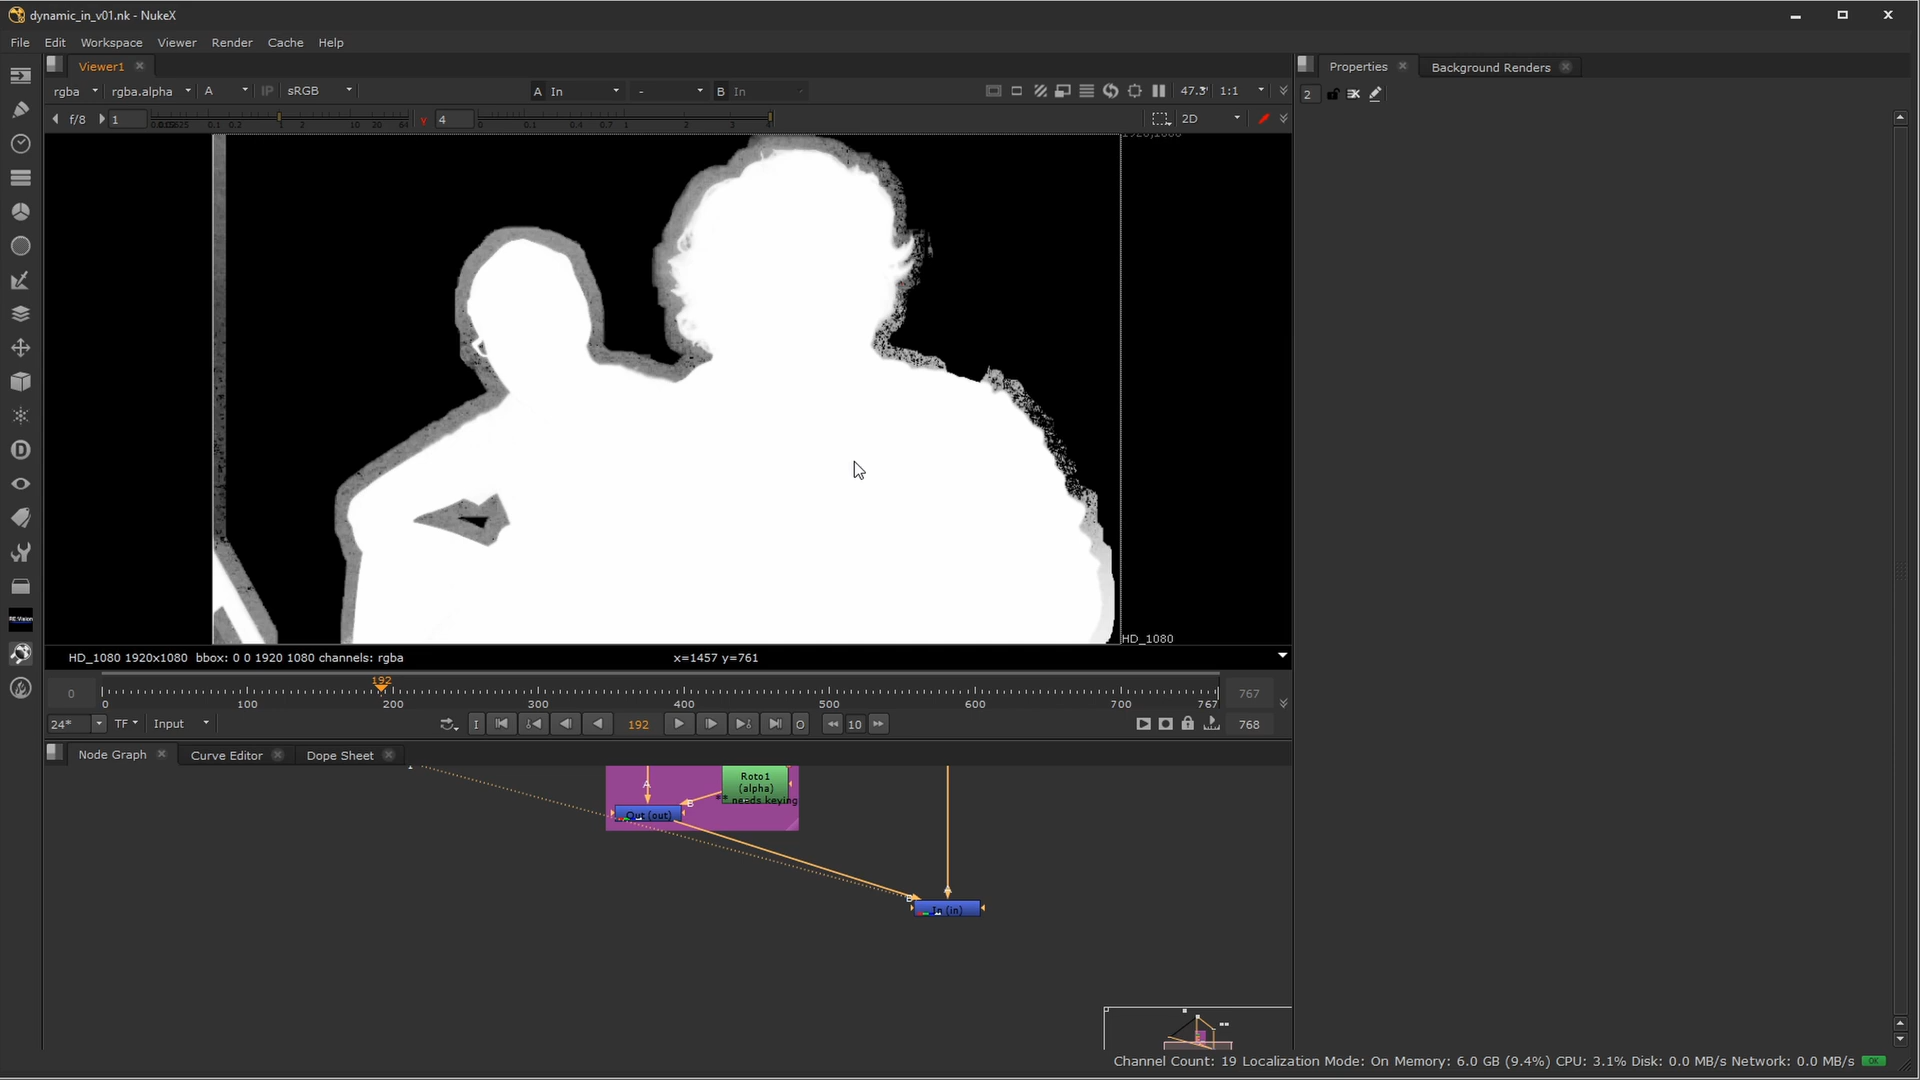 dynamic_in_v01.nk - NukeX
File Edit Workspace Viewer Render Cache Help
Viewer1
Properties
Background Renders
rgba rgba.alpha A IP sRGB A In - B In 47.3 1:1
2
f/8 1 Y 4 2D
HD_1080
HD_1080 1920x1080 bbox: 0 0 1920 1080 channels: rgba x=1457 y=761
0 192 767
0 100 200 300 400 500 600 700 767
24* TF Input I 192 O 10 768
Node Graph Curve Editor Dope Sheet
Roto1
(alpha)
** needs keying
A
B
Out (out)
A
B
In (in)
Channel Count: 19 Localization Mode: On Memory: 6.0 GB (9.4%) CPU: 3.1% Disk: 0.0 MB/s Network: 0.0 MB/s OK